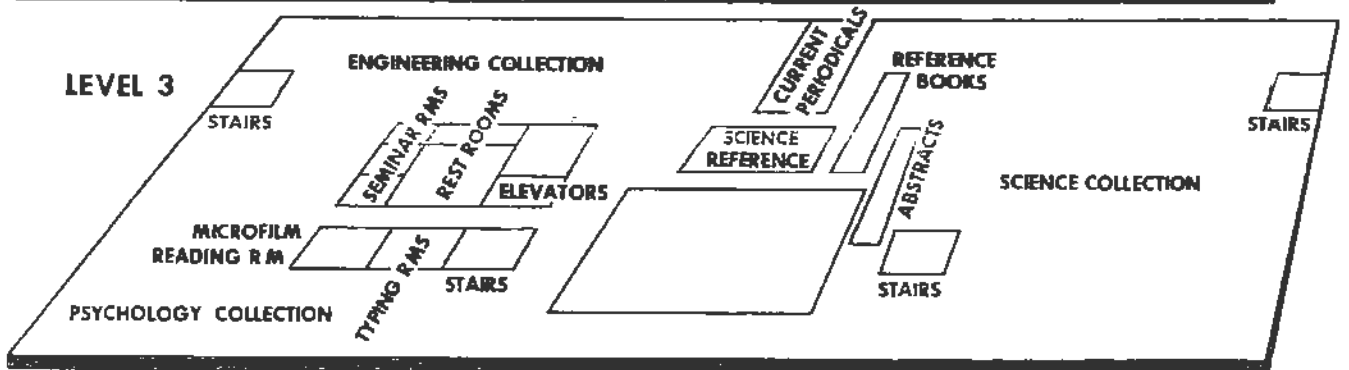 LEVEL 3
ENGINEERING COLLECTION
CURRENT
PERIODICALS
REFERENCE
BOOKS
STAIRS
STAIRS
SEMINAR RMS
REST ROOMS
SCIENCE
REFERENCE
ELEVATORS
ABSTRACTS
SCIENCE COLLECTION
MICROFILM
READING RM
TYPING RMS
STAIRS
STAIRS
PSYCHOLOGY COLLECTION